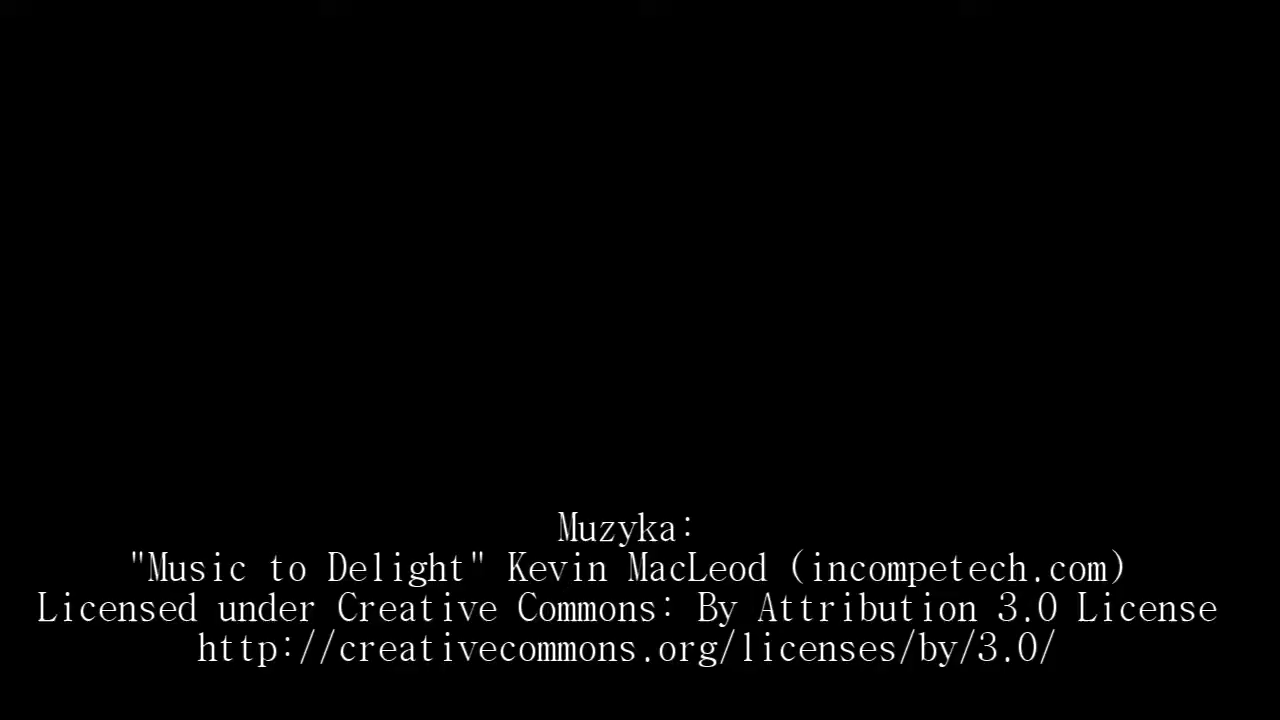 Muzyka:
"Music to Delight" Kevin MacLeod (incompetech.com)
Licensed under Creative Commons: By Attribution 3.0 License
http://creativecommons.org/licenses/by/3.0/